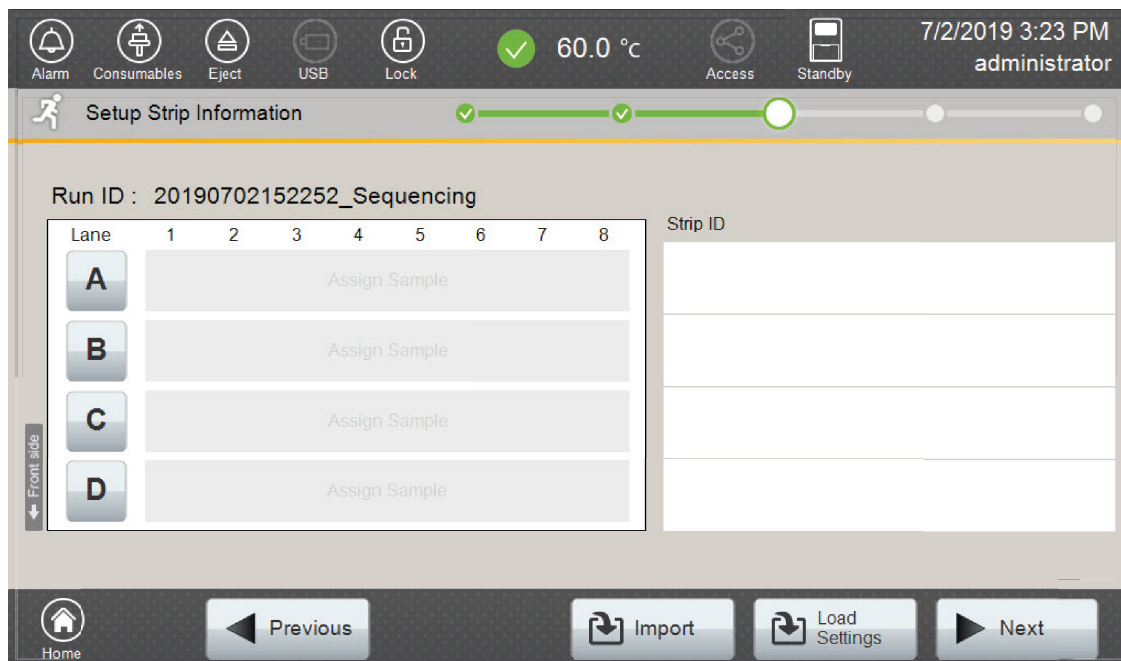 Alarm Consumables Eject USB Lock 60.0 °c Access Standby 7/2/2019 3:23 PM
administrator
Setup Strip Information
Run ID : 20190702152252_Sequencing
Lane 1 2 3 4 5 6 7 8 Strip ID
A Assign Sample
B Assign Sample
C Assign Sample
D Assign Sample
Front side
Home Previous Import Load Settings Next